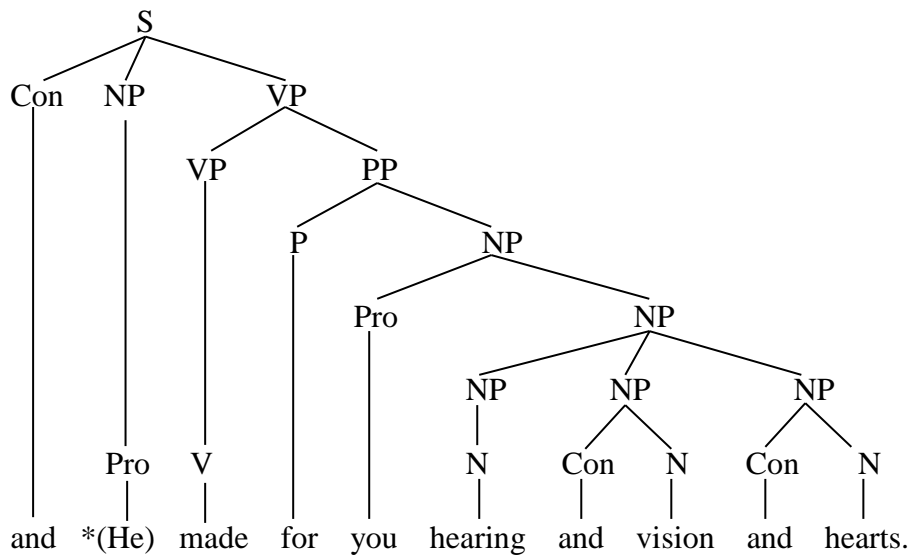 S
Con NP VP
VP PP
P NP
Pro NP
NP NP NP
Pro V N Con N Con N
and *(He) made for you hearing and vision and hearts.